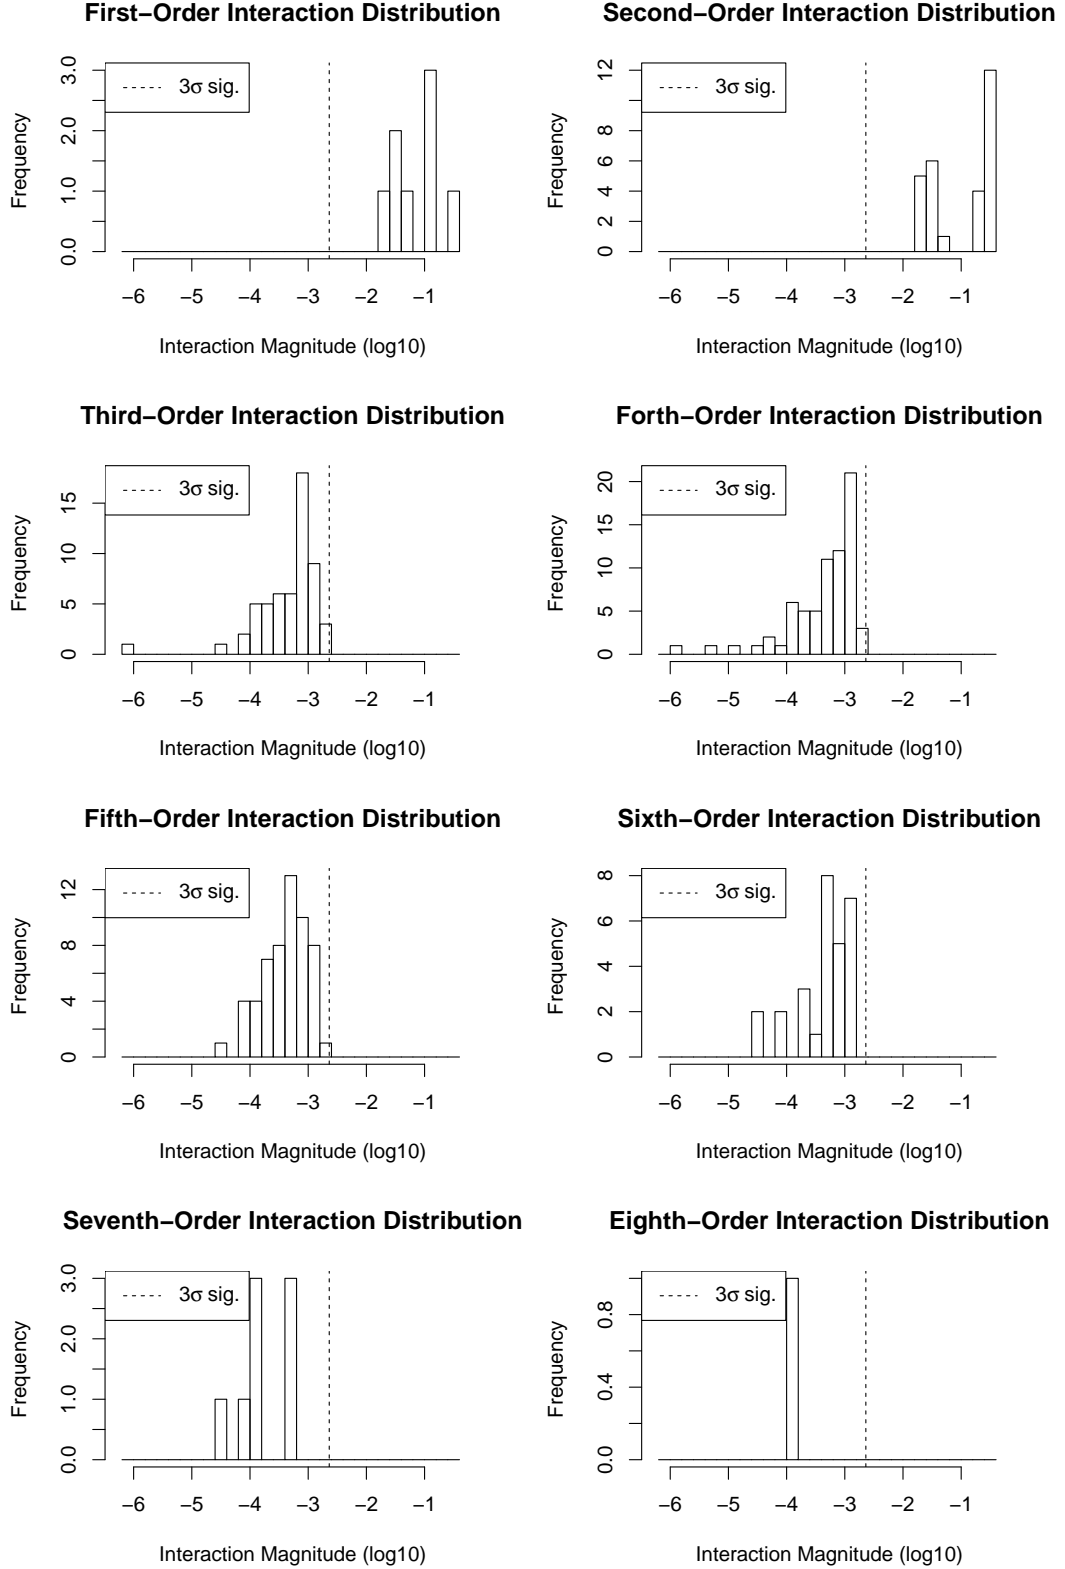 First−Order Interaction Distribution
3σ sig.
Frequency
0.0 1.0 2.0 3.0
−6 −5 −4 −3 −2 −1
Interaction Magnitude (log10)
Second−Order Interaction Distribution
3σ sig.
Frequency
0 2 4 6 8 12
−6 −5 −4 −3 −2 −1
Interaction Magnitude (log10)
Third−Order Interaction Distribution
3σ sig.
Frequency
0 5 10 15
−6 −5 −4 −3 −2 −1
Interaction Magnitude (log10)
Forth−Order Interaction Distribution
3σ sig.
Frequency
0 5 10 15 20
−6 −5 −4 −3 −2 −1
Interaction Magnitude (log10)
Fifth−Order Interaction Distribution
3σ sig.
Frequency
0 4 8 12
−6 −5 −4 −3 −2 −1
Interaction Magnitude (log10)
Sixth−Order Interaction Distribution
3σ sig.
Frequency
0 2 4 6 8
−6 −5 −4 −3 −2 −1
Interaction Magnitude (log10)
Seventh−Order Interaction Distribution
3σ sig.
Frequency
0.0 1.0 2.0 3.0
−6 −5 −4 −3 −2 −1
Interaction Magnitude (log10)
Eighth−Order Interaction Distribution
3σ sig.
Frequency
0.0 0.4 0.8
−6 −5 −4 −3 −2 −1
Interaction Magnitude (log10)